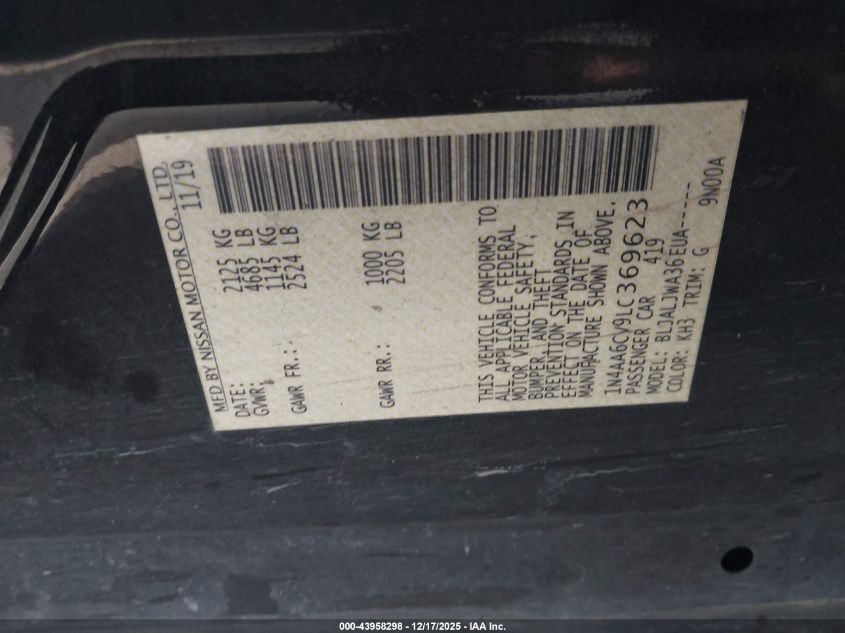 MFD BY NISSAN MOTOR CO., LTD.
DATE: 11/19
GVWR: 2125 KG
4685 LB
GAWR FR.: 1145 KG
2524 LB
GAWR RR.: 1000 KG
2205 LB
THIS VEHICLE CONFORMS TO
ALL APPLICABLE FEDERAL
MOTOR VEHICLE SAFETY,
BUMPER, AND THEFT
PREVENTION STANDARDS IN
EFFECT ON THE DATE OF
MANUFACTURE SHOWN ABOVE.
1N4AA6CV9LC369623
PASSENGER CAR 419
MODEL: BLJALJWA36EUA------
COLOR: KH3 TRIM: G 9N00A
000-43958298 - 12/17/2025 - IAA Inc.